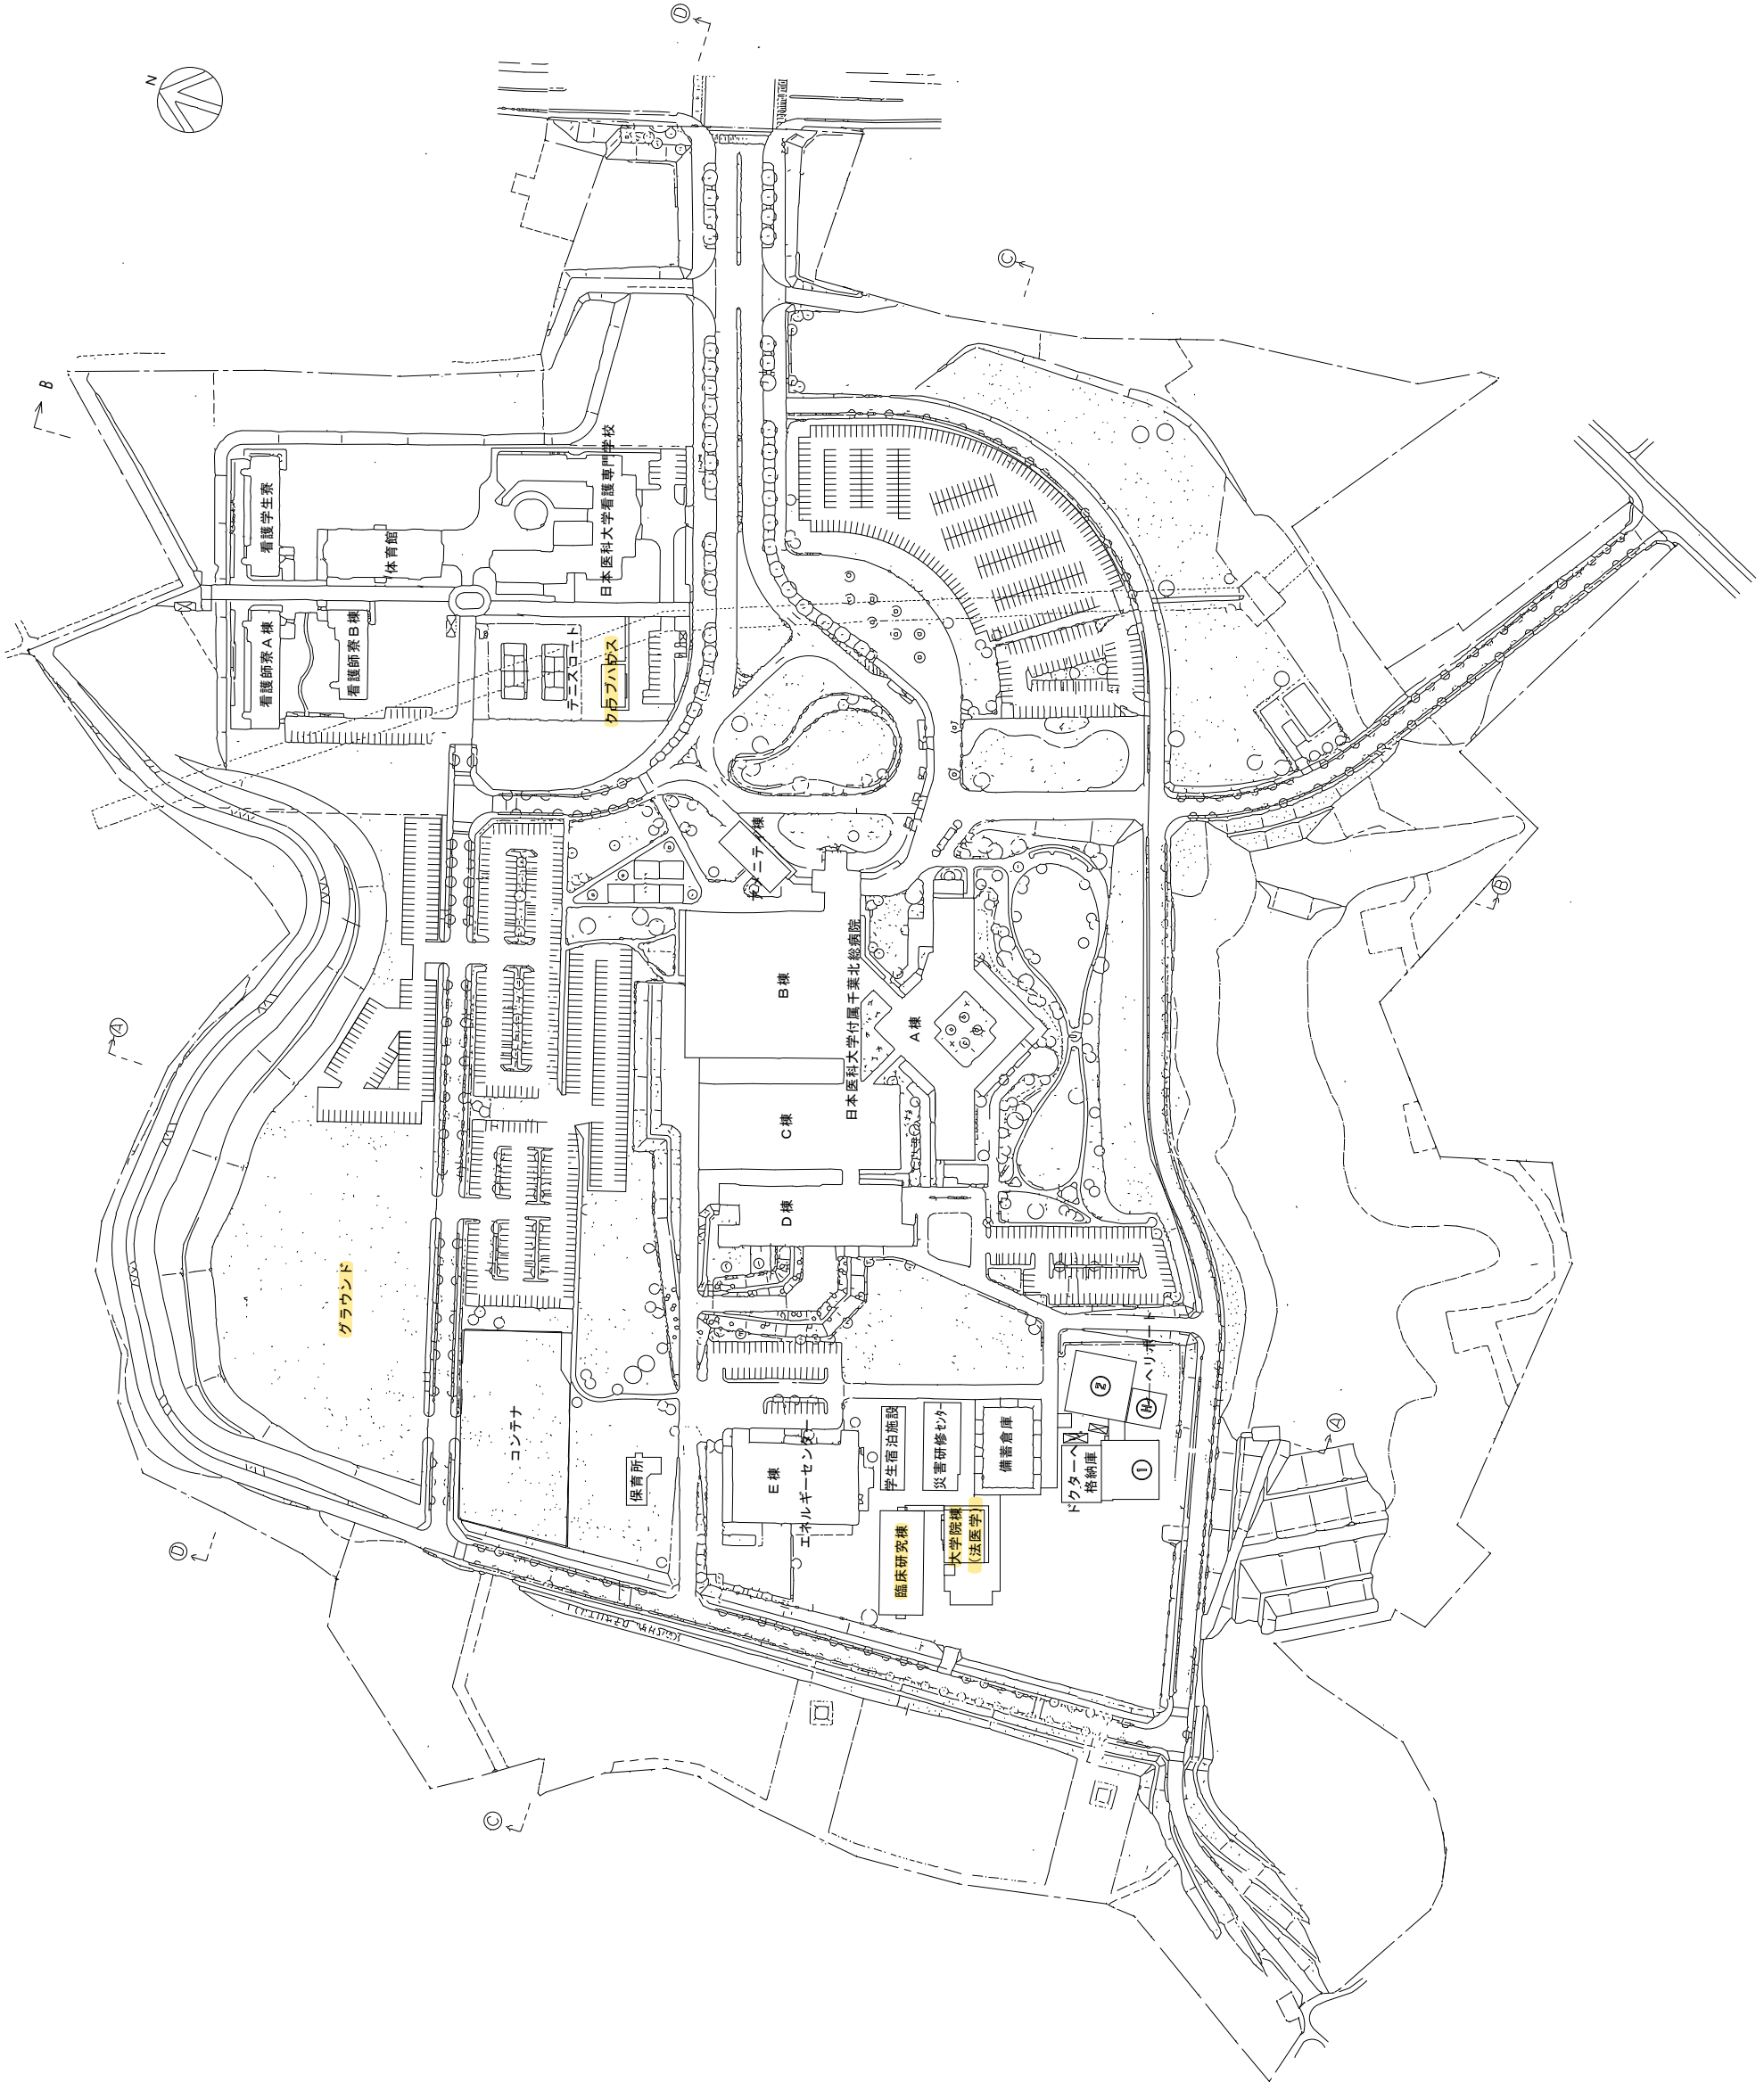 N
D
C
B
看護学生寮
体育館
日本医科大学看護専門学校
看護師寮A棟
看護師寮B棟
テニスコート
クラブハウス
アメニティ棟
B棟
日本医科大学付属千葉北総病院
A棟
C棟
D棟
A
B
グラウンド
コンテナ
保育所
E棟
エネルギーセンター
学生宿泊施設
災害研修センター
備蓄倉庫
ドクターヘリ
格納庫
ヘリポート
②
H
①
臨床研究棟
大学院棟
(法医学)
A
D
C